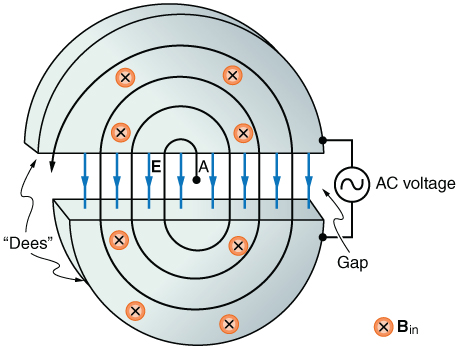 E
A
AC voltage
“Dees”
Gap
B in